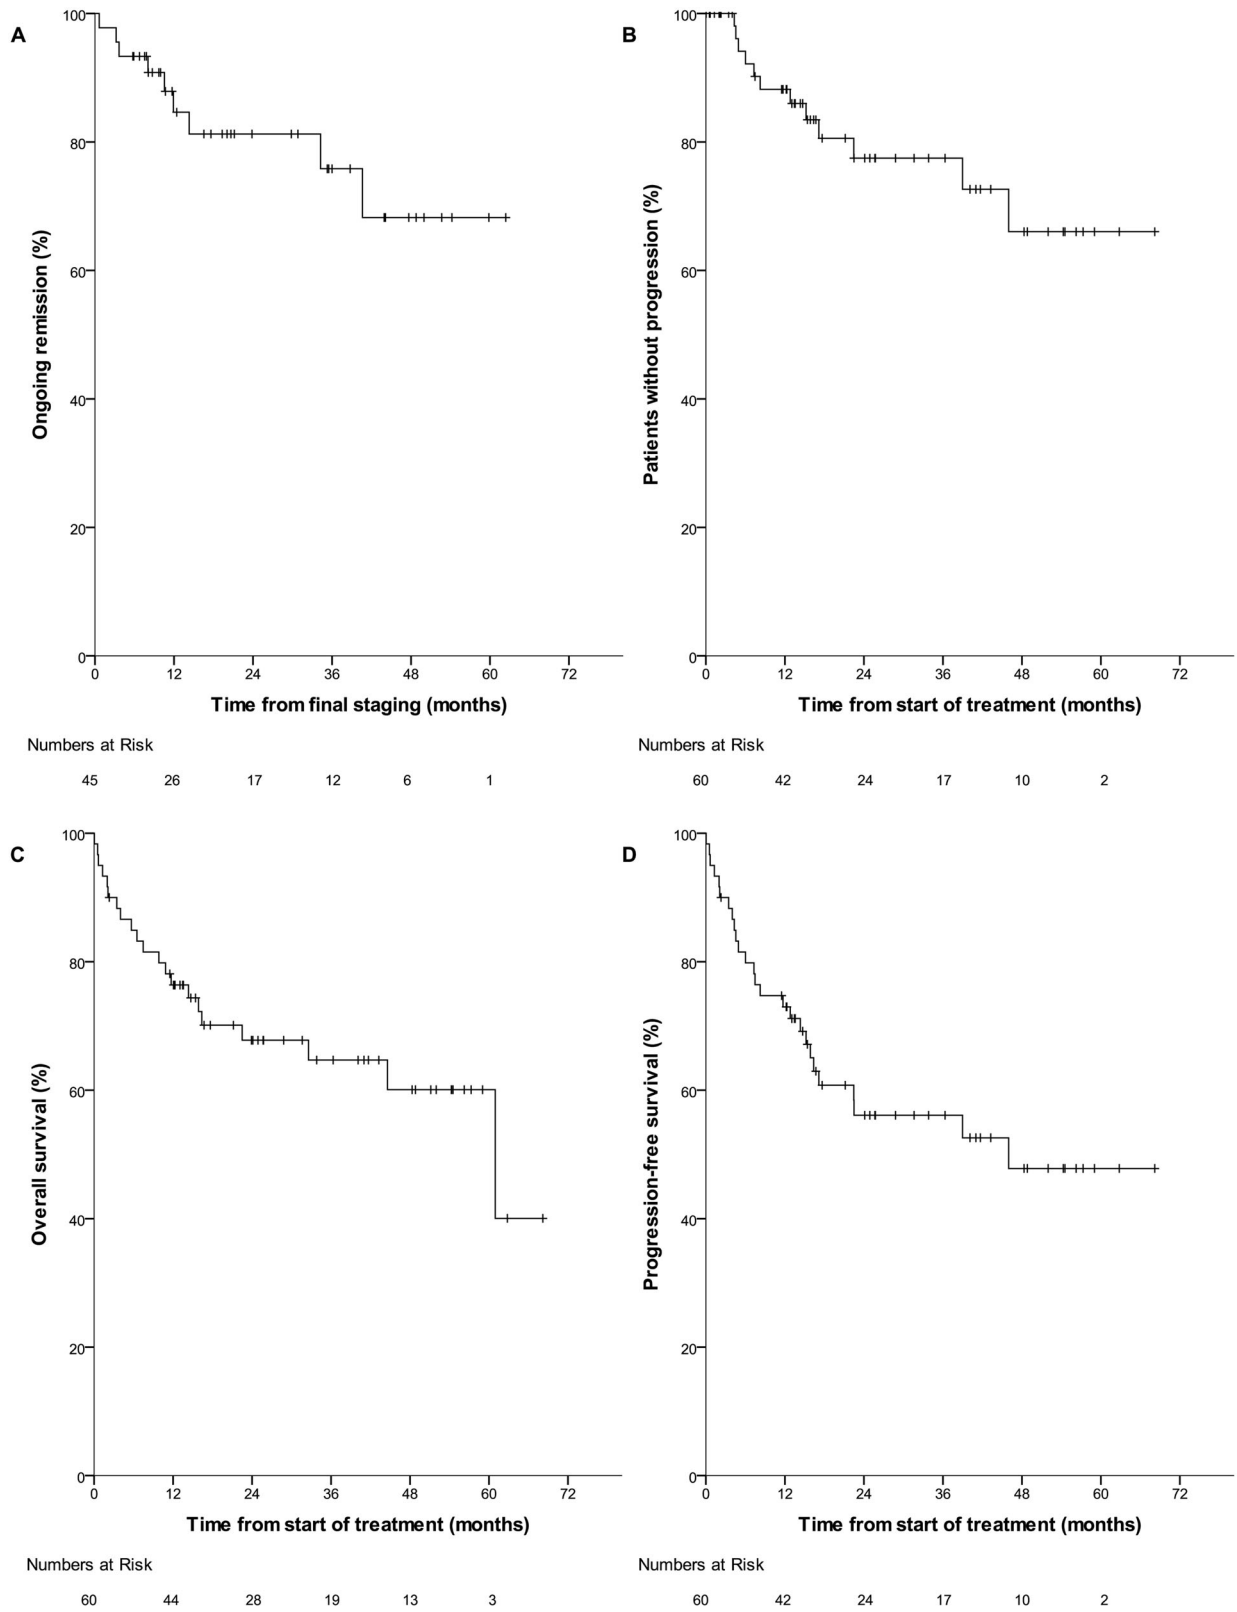 A
Ongoing remission (%)
100
80
60
40
20
0
0 12 24 36 48 60 72
Time from final staging (months)
Numbers at Risk
45 26 17 12 6 1
B
Patients without progression (%)
100
80
60
40
20
0
0 12 24 36 48 60 72
Time from start of treatment (months)
Numbers at Risk
60 42 24 17 10 2
C
Overall survival (%)
100
80
60
40
20
0
0 12 24 36 48 60 72
Time from start of treatment (months)
Numbers at Risk
60 44 28 19 13 3
D
Progression-free survival (%)
100
80
60
40
20
0
0 12 24 36 48 60 72
Time from start of treatment (months)
Numbers at Risk
60 42 24 17 10 2